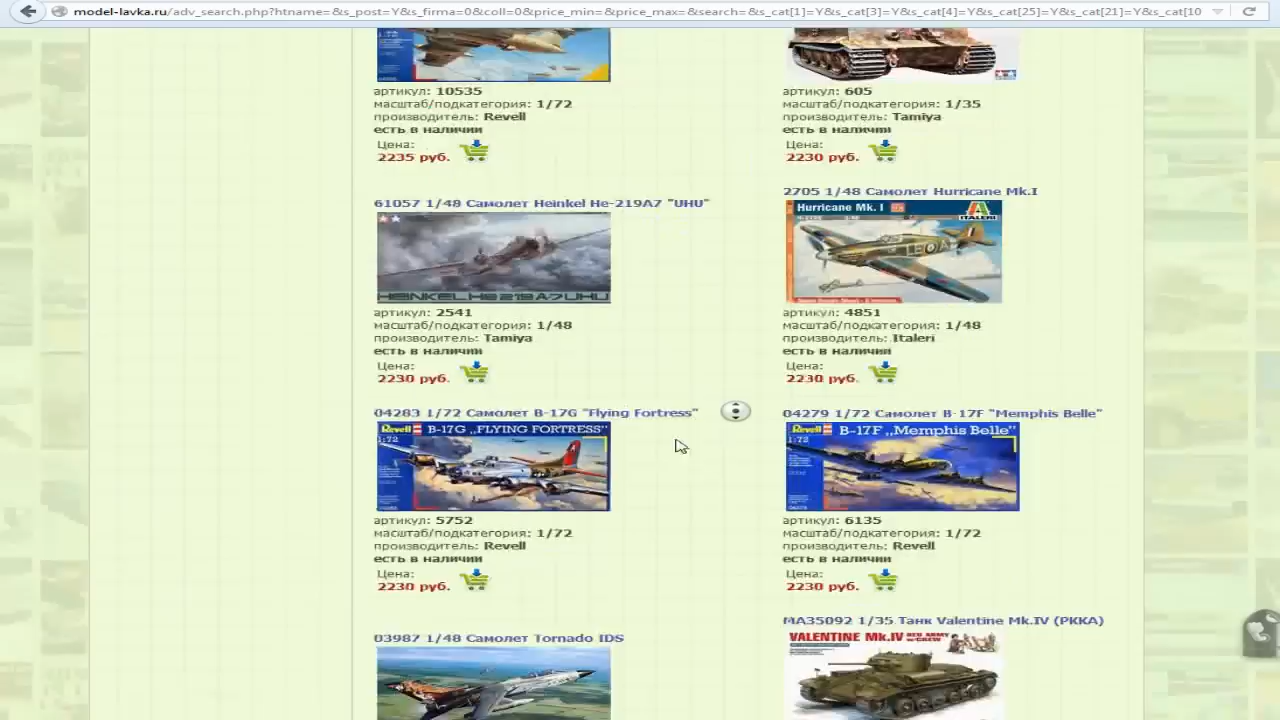 model-lavka.ru/adv_search.php?htname=&s_post=Y&s_firma=0&coll=0&price_min=&price_max=&search=&s_cat[1]=Y&s_cat[3]=Y&s_cat[4]=Y&s_cat[25]=Y&s_cat[21]=Y&s_cat[10
артикул: 10535
масштаб/подкатегория: 1/72
производитель: Revell
есть в наличии
Цена:
2235 руб.
артикул: 605
масштаб/подкатегория: 1/35
производитель: Tamiya
есть в наличии
Цена:
2230 руб.
61057 1/48 Самолет Heinkel He-219A7 "UHU"
HEINKEL He 219 A-7 UHU
артикул: 2541
масштаб/подкатегория: 1/48
производитель: Tamiya
есть в наличии
Цена:
2230 руб.
2705 1/48 Самолет Hurricane Mk.I
Hurricane Mk. I
ITALERI
LE A
артикул: 4851
масштаб/подкатегория: 1/48
производитель: Italeri
есть в наличии
Цена:
2230 руб.
04283 1/72 Самолет B-17G "Flying Fortress"
Revell B-17G „FLYING FORTRESS"
1:72
артикул: 5752
масштаб/подкатегория: 1/72
производитель: Revell
есть в наличии
Цена:
2230 руб.
04279 1/72 Самолет B-17F "Memphis Belle"
Revell B-17F „Memphis Belle"
1:72
артикул: 6135
масштаб/подкатегория: 1/72
производитель: Revell
есть в наличии
Цена:
2230 руб.
03987 1/48 Самолет Tornado IDS
MA35092 1/35 Танк Valentine Mk.IV (РККА)
VALENTINE Mk.IV RED ARMY
w/CREW